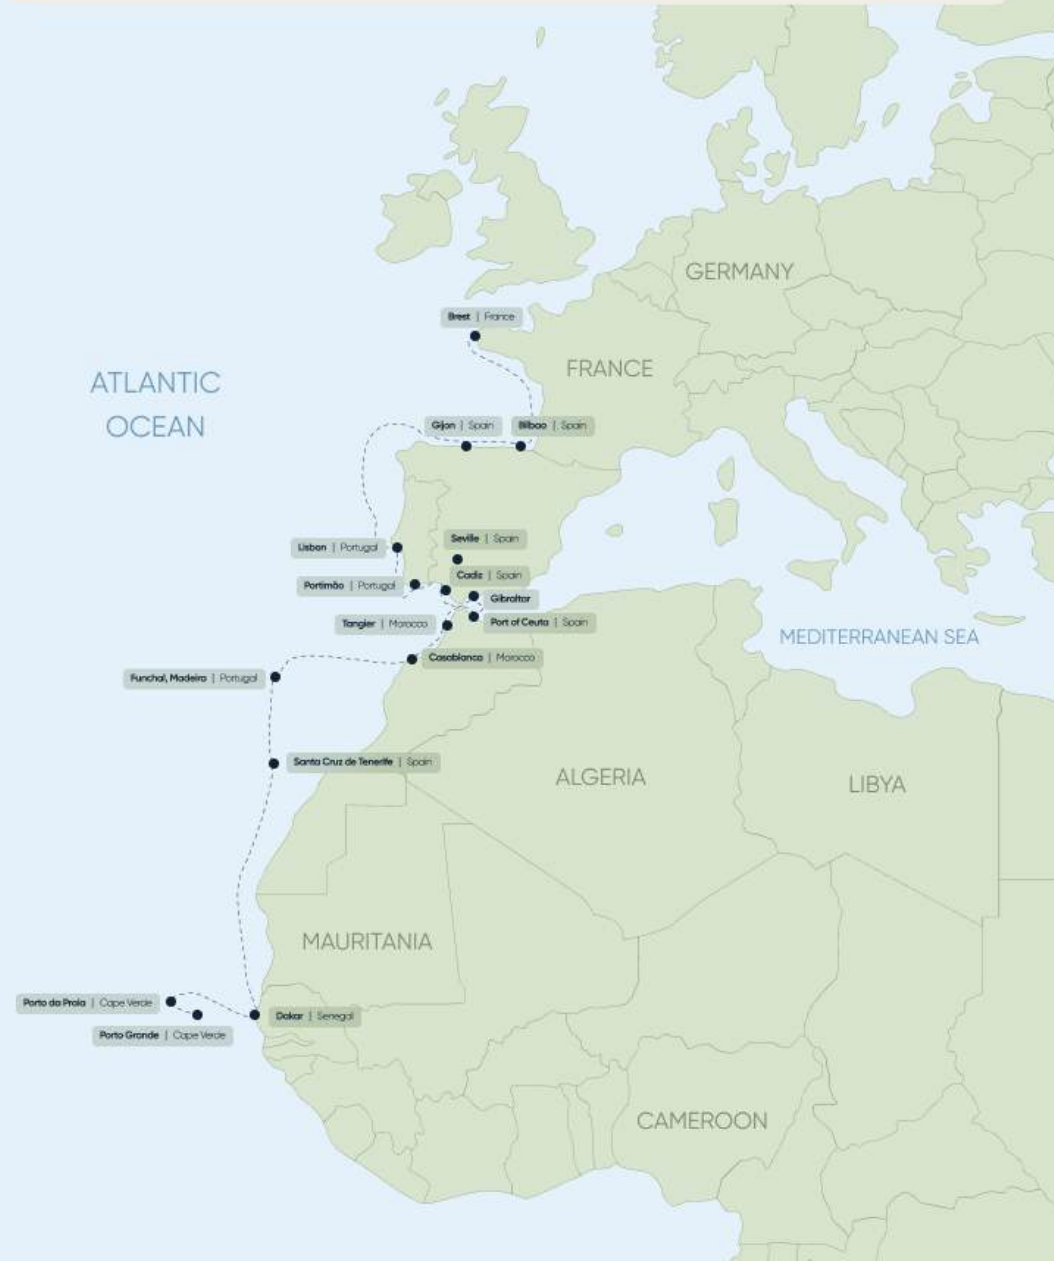 GERMANY
Brest | France
FRANCE
ATLANTIC
OCEAN
Gijon | Spain
Bilbao | Spain
Lisbon | Portugal
Seville | Spain
Cadiz | Spain
Portimão | Portugal
Gibraltar
Tangier | Morocco
Port of Ceuta | Spain
MEDITERRANEAN SEA
Casablanca | Morocco
Funchal, Madeira | Portugal
Santa Cruz de Tenerife | Spain
ALGERIA
LIBYA
MAURITANIA
Porto da Praia | Cape Verde
Dakar | Senegal
Porto Grande | Cape Verde
CAMEROON